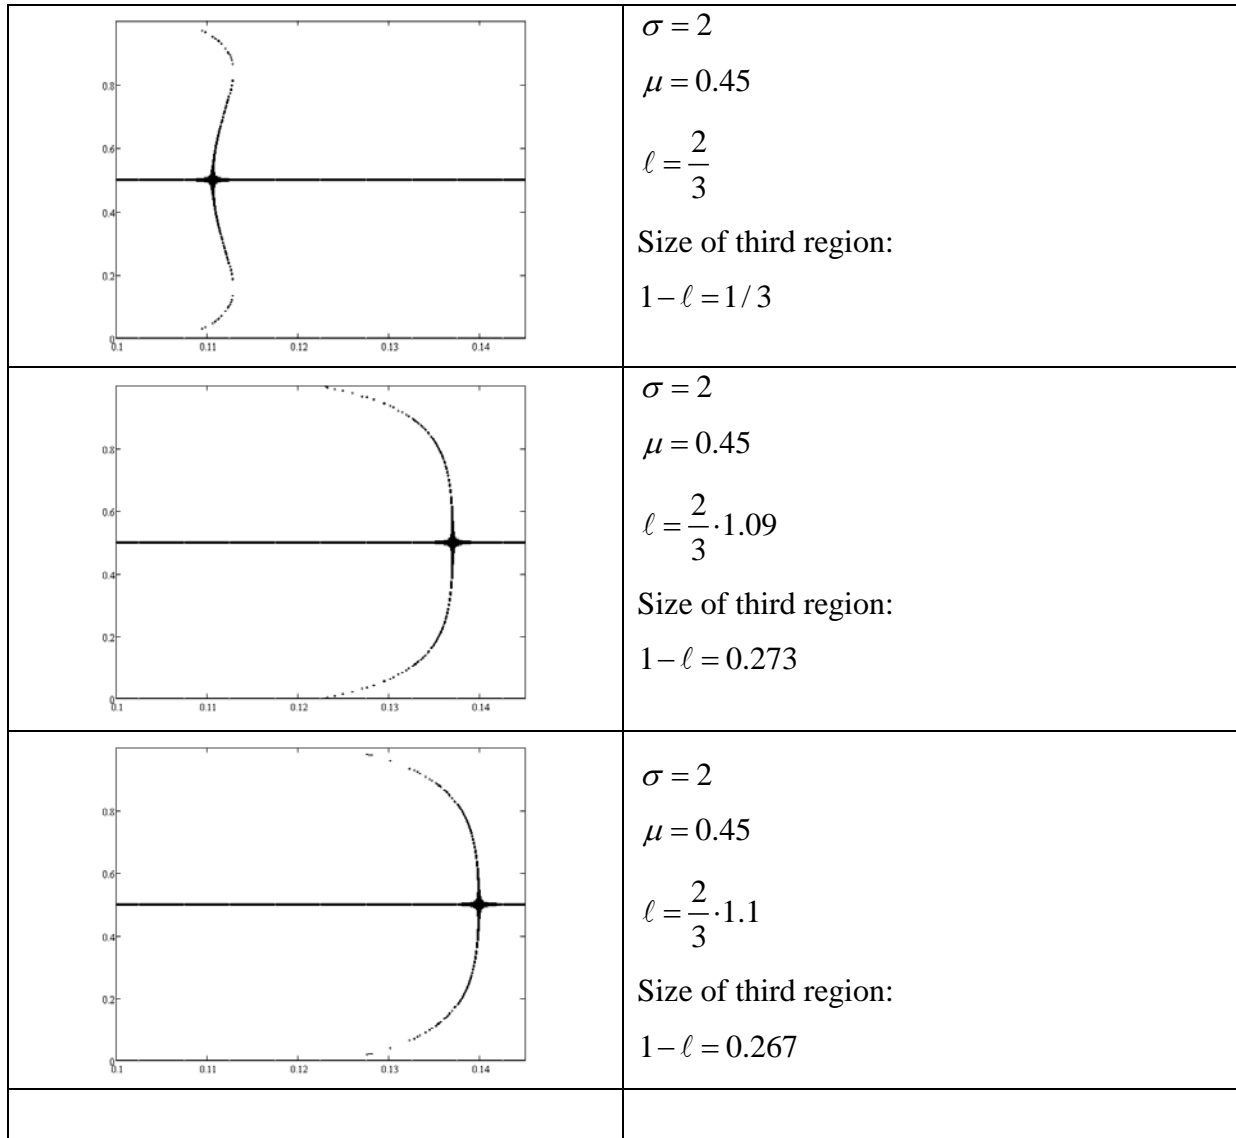 0.8
0.6
0.4
0.2
0
0.1 0.11 0.12 0.13 0.14
σ = 2
μ = 0.45
ℓ = 2/3
Size of third region:
1 − ℓ = 1 / 3
0.8
0.6
0.4
0.2
0
0.1 0.11 0.12 0.13 0.14
σ = 2
μ = 0.45
ℓ = 2/3 · 1.09
Size of third region:
1 − ℓ = 0.273
0.8
0.6
0.4
0.2
0
0.1 0.11 0.12 0.13 0.14
σ = 2
μ = 0.45
ℓ = 2/3 · 1.1
Size of third region:
1 − ℓ = 0.267